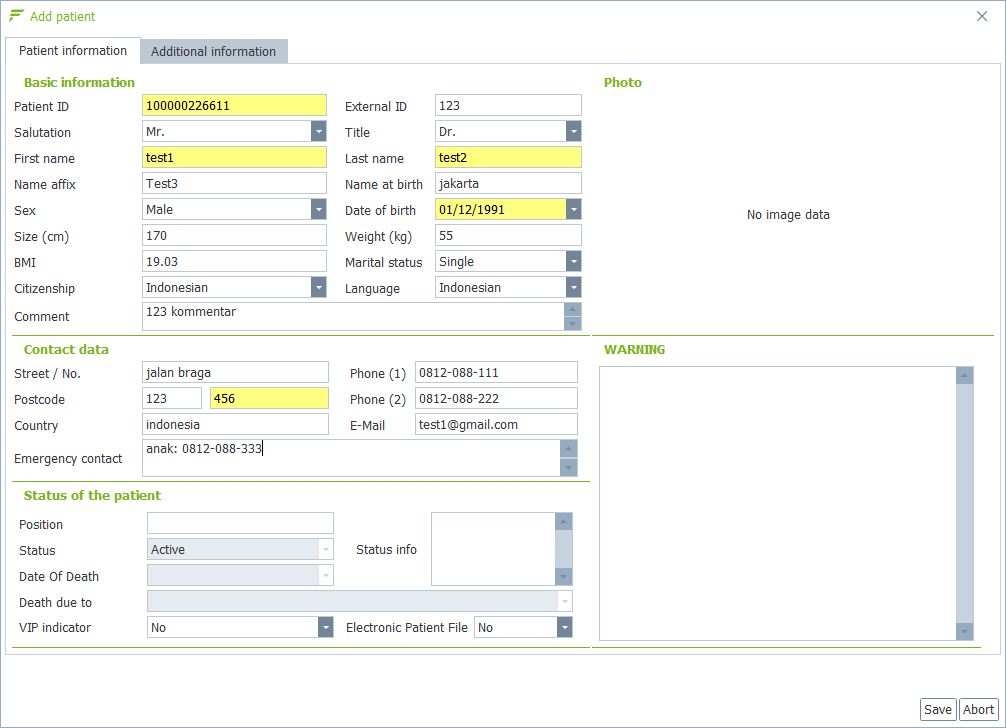 Add patient
Patient information Additional information
Basic information
Patient ID 100000226611 External ID 123
Salutation Mr. Title Dr.
First name test1 Last name test2
Name affix Test3 Name at birth jakarta
Sex Male Date of birth 01/12/1991
Size (cm) 170 Weight (kg) 55
BMI 19.03 Marital status Single
Citizenship Indonesian Language Indonesian
Comment 123 kommentar
Photo
No image data
Contact data
Street / No. jalan braga Phone (1) 0812-088-111
Postcode 123 456 Phone (2) 0812-088-222
Country indonesia E-Mail test1@gmail.com
Emergency contact anak: 0812-088-333
WARNING
Status of the patient
Position
Status Active Status info
Date Of Death
Death due to
VIP indicator No Electronic Patient File No
Save Abort